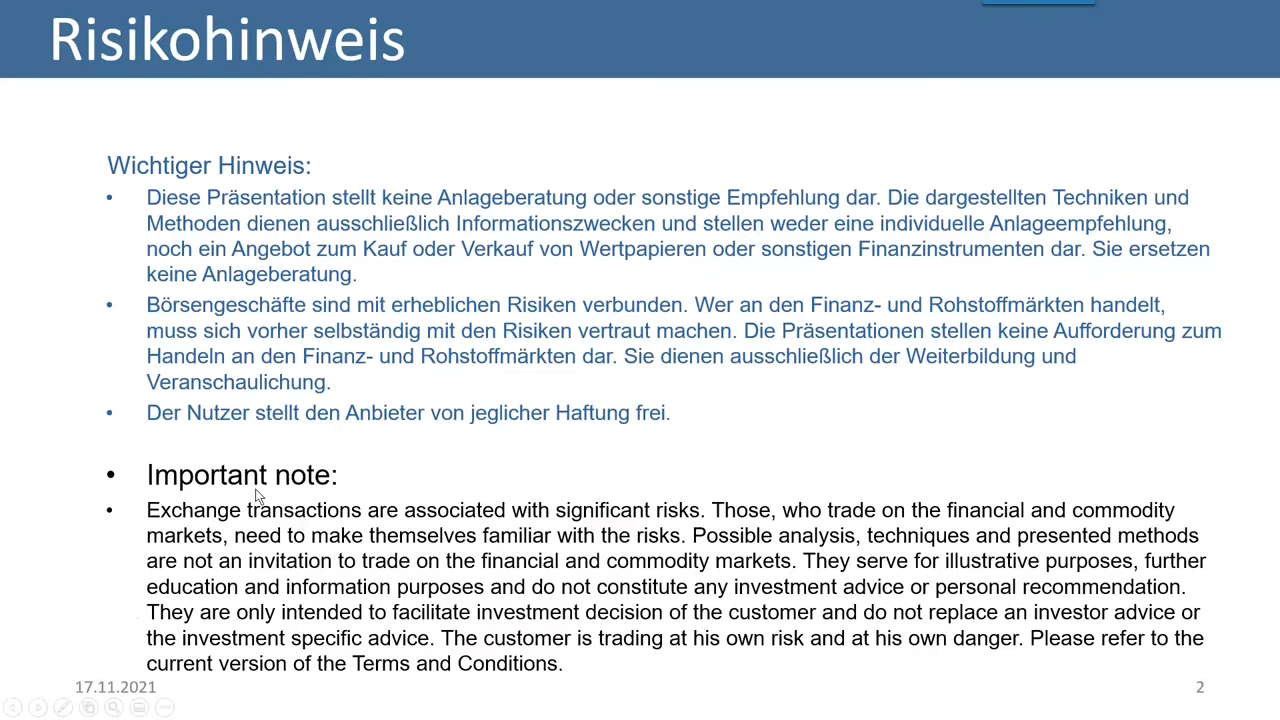 Risikohinweis
Wichtiger Hinweis:
• Diese Präsentation stellt keine Anlageberatung oder sonstige Empfehlung dar. Die dargestellten Techniken und
Methoden dienen ausschließlich Informationszwecken und stellen weder eine individuelle Anlageempfehlung,
noch ein Angebot zum Kauf oder Verkauf von Wertpapieren oder sonstigen Finanzinstrumenten dar. Sie ersetzen
keine Anlageberatung.
• Börsengeschäfte sind mit erheblichen Risiken verbunden. Wer an den Finanz- und Rohstoffmärkten handelt,
muss sich vorher selbständig mit den Risiken vertraut machen. Die Präsentationen stellen keine Aufforderung zum
Handeln an den Finanz- und Rohstoffmärkten dar. Sie dienen ausschließlich der Weiterbildung und
Veranschaulichung.
• Der Nutzer stellt den Anbieter von jeglicher Haftung frei.
• Important note:
• Exchange transactions are associated with significant risks. Those, who trade on the financial and commodity
markets, need to make themselves familiar with the risks. Possible analysis, techniques and presented methods
are not an invitation to trade on the financial and commodity markets. They serve for illustrative purposes, further
education and information purposes and do not constitute any investment advice or personal recommendation.
They are only intended to facilitate investment decision of the customer and do not replace an investor advice or
the investment specific advice. The customer is trading at his own risk and at his own danger. Please refer to the
current version of the Terms and Conditions.
17.11.2021
2